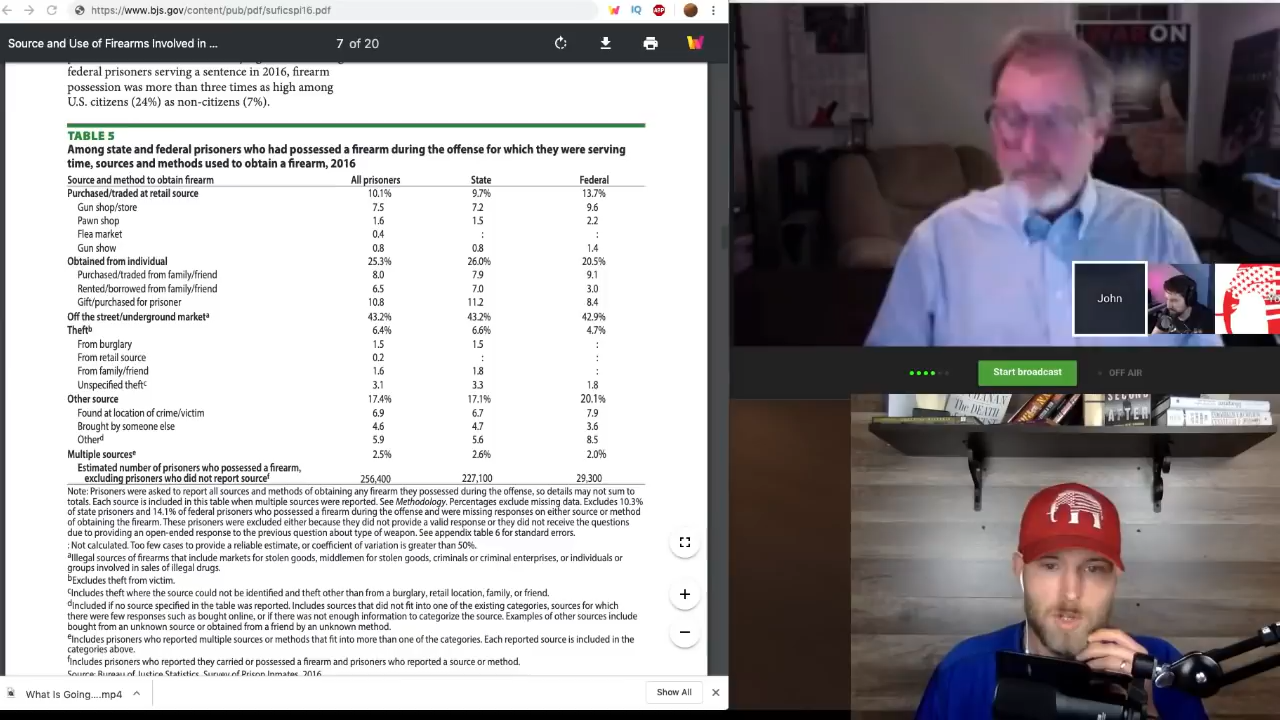 https://www.bjs.gov/content/pub/pdf/suficspi16.pdf
Source and Use of Firearms Involved in ...
7 of 20
federal prisoners serving a sentence in 2016, firearm
possession was more than three times as high among
U.S. citizens (24%) as non-citizens (7%).
TABLE 5
Among state and federal prisoners who had possessed a firearm during the offense for which they were serving
time, sources and methods used to obtain a firearm, 2016
Source and method to obtain firearm All prisoners State Federal
Purchased/traded at retail source 10.1% 9.7% 13.7%
Gun shop/store 7.5 7.2 9.6
Pawn shop 1.6 1.5 2.2
Flea market 0.4 : :
Gun show 0.8 0.8 1.4
Obtained from individual 25.3% 26.0% 20.5%
Purchased/traded from family/friend 8.0 7.9 9.1
Rented/borrowed from family/friend 6.5 7.0 3.0
Gift/purchased for prisoner 10.8 11.2 8.4
Off the street/underground marketa 43.2% 43.2% 42.9%
Theftb 6.4% 6.6% 4.7%
From burglary 1.5 1.5 :
From retail source 0.2 : :
From family/friend 1.6 1.8 :
Unspecified theftc 3.1 3.3 1.8
Other source 17.4% 17.1% 20.1%
Found at location of crime/victim 6.9 6.7 7.9
Brought by someone else 4.6 4.7 3.6
Otherd 5.9 5.6 8.5
Multiple sourcese 2.5% 2.6% 2.0%
Estimated number of prisoners who possessed a firearm,
excluding prisoners who did not report sourcef 256,400 227,100 29,300
Note: Prisoners were asked to report all sources and methods of obtaining any firearm they possessed during the offense, so details may not sum to
totals. Each source is included in this table when multiple sources were reported. See Methodology. Percentages exclude missing data. Excludes 10.3%
of state prisoners and 14.1% of federal prisoners who possessed a firearm during the offense and were missing responses on either source or method
of obtaining the firearm. These prisoners were excluded either because they did not provide a valid response or they did not receive the questions
due to providing an open-ended response to the previous question about type of weapon. See appendix table 6 for standard errors.
: Not calculated. Too few cases to provide a reliable estimate, or coefficient of variation is greater than 50%.
aIllegal sources of firearms that include markets for stolen goods, middlemen for stolen goods, criminals or criminal enterprises, or individuals or
groups involved in sales of illegal drugs.
bExcludes theft from victim.
cIncludes theft where the source could not be identified and theft other than from a burglary, retail location, family, or friend.
dIncluded if no source specified in the table was reported. Includes sources that did not fit into one of the existing categories, sources for which
there were few responses such as bought online, or if there was not enough information to categorize the source. Examples of other sources include
bought from an unknown source or obtained from a friend by an unknown method.
eIncludes prisoners who reported multiple sources or methods that fit into more than one of the categories. Each reported source is included in the
categories above.
fIncludes prisoners who reported they carried or possessed a firearm and prisoners who reported a source or method.
Source: Bureau of Justice Statistics, Survey of Prison Inmates, 2016.
What Is Going....mp4
Show All
WAR ON
GUNS
John
Start broadcast
OFF AIR
SECOND
AFTER